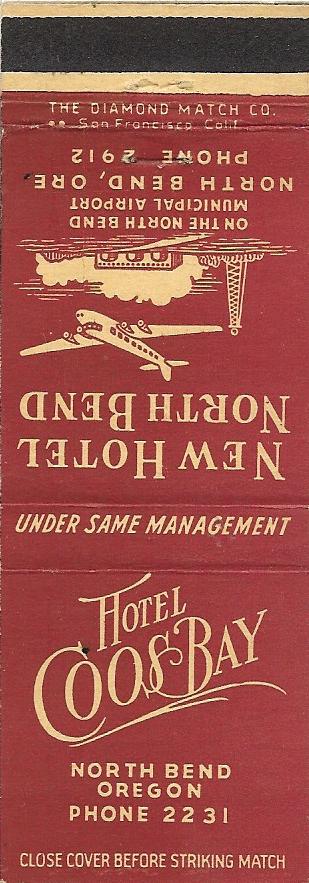 THE DIAMOND MATCH CO.
San Francisco, Calif.
NEW HOTEL
NORTH BEND
ON THE NORTH BEND
MUNICIPAL AIRPORT
NORTH BEND, ORE
PHONE 2912
UNDER SAME MANAGEMENT
HOTEL
COOS BAY
NORTH BEND
OREGON
PHONE 2231
CLOSE COVER BEFORE STRIKING MATCH